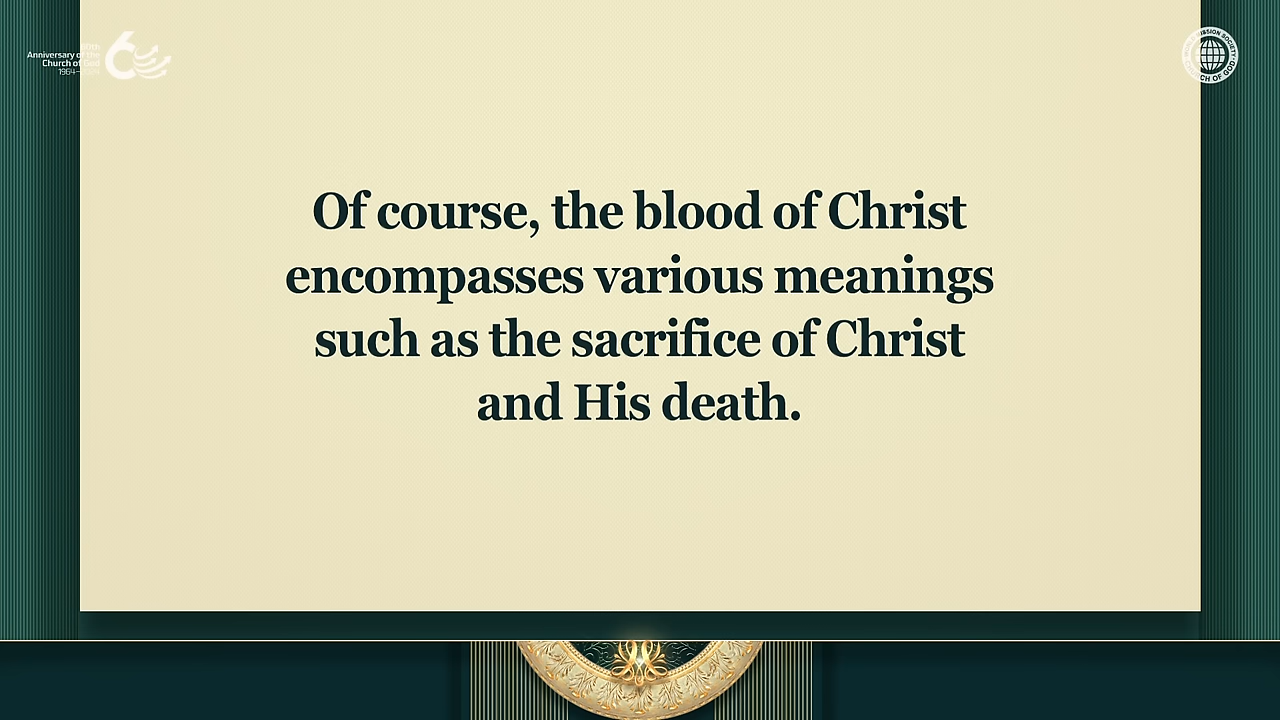 Anniversary of the
Church of God
1964–
Of course, the blood of Christ
encompasses various meanings
such as the sacrifice of Christ
and His death.